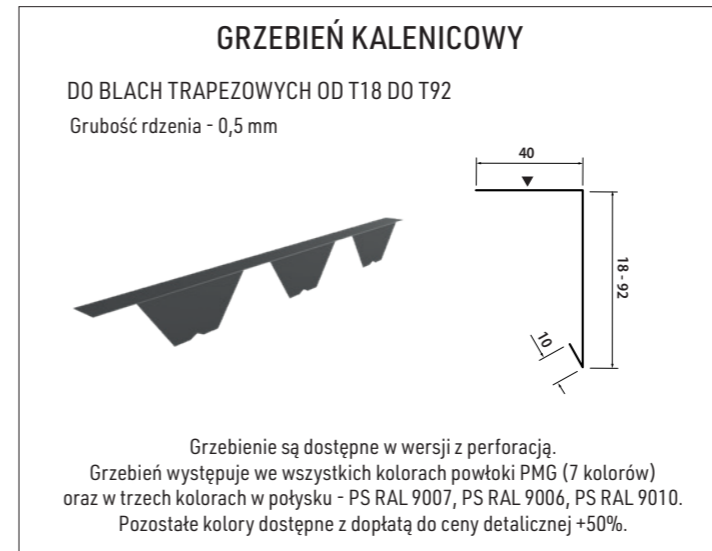 GRZEBIEŃ KALENICOWY
DO BLACH TRAPEZOWYCH OD T18 DO T92
Grubość rdzenia - 0,5 mm
40
18 - 92
10
Grzebienie są dostępne w wersji z perforacją.
Grzebień występuje we wszystkich kolorach powłoki PMG (7 kolorów)
oraz w trzech kolorach w połysku - PS RAL 9007, PS RAL 9006, PS RAL 9010.
Pozostałe kolory dostępne z dopłatą do ceny detalicznej +50%.